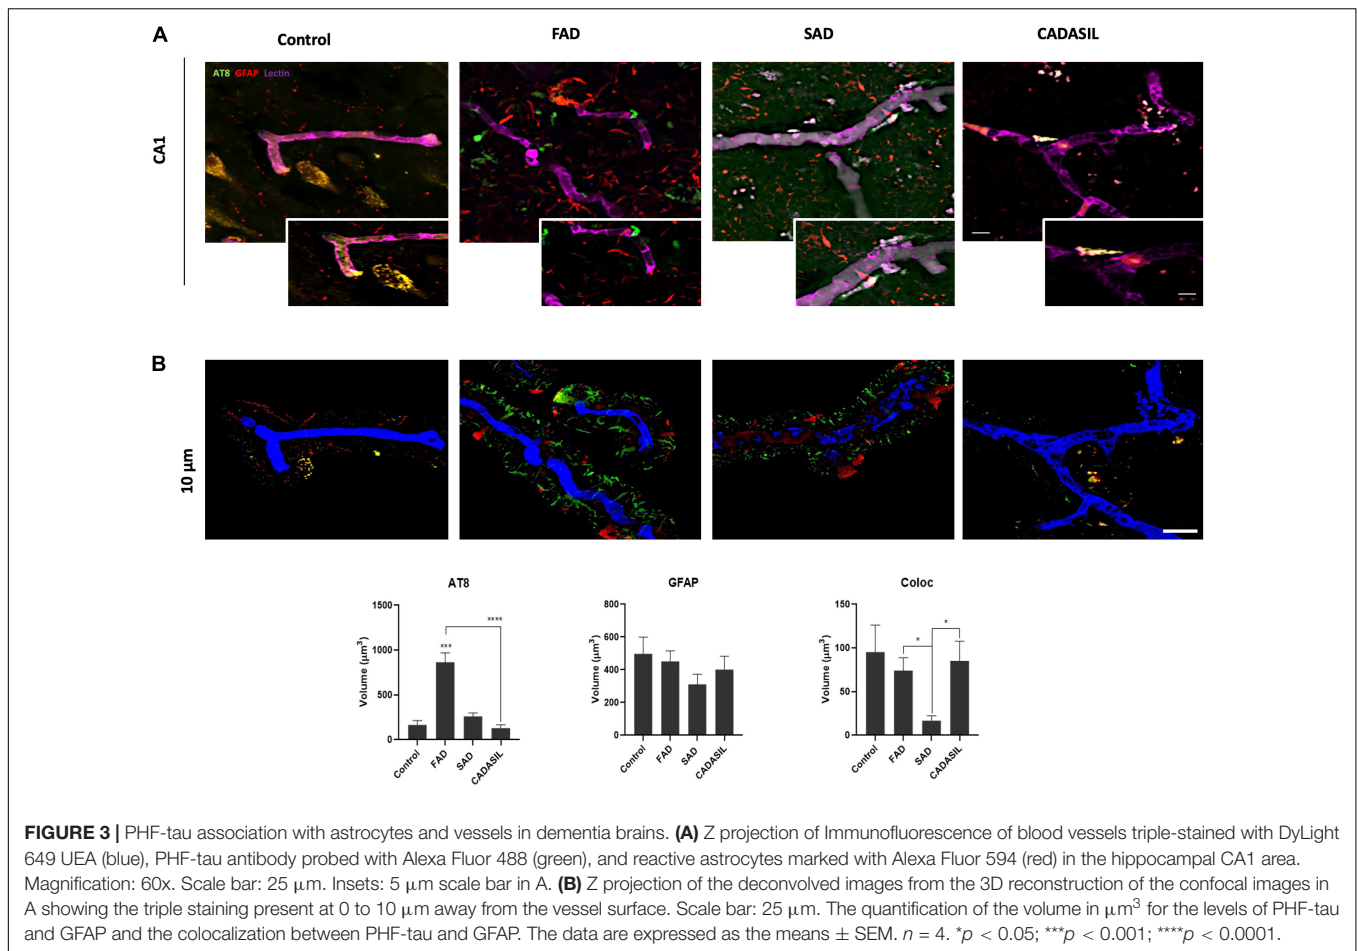 A
Control
FAD
SAD
CADASIL
AT8 GFAP Lectin
CA1
B
10 μm
AT8
Volume (μm³)
1500
1000
500
0
***
****
Control
FAD
SAD
CADASIL
GFAP
Volume (μm³)
800
600
400
200
0
Control
FAD
SAD
CADASIL
Coloc
Volume (μm³)
150
100
50
0
*
*
Control
FAD
SAD
CADASIL
FIGURE 3 | PHF-tau association with astrocytes and vessels in dementia brains. (A) Z projection of Immunofluorescence of blood vessels triple-stained with DyLight
649 UEA (blue), PHF-tau antibody probed with Alexa Fluor 488 (green), and reactive astrocytes marked with Alexa Fluor 594 (red) in the hippocampal CA1 area.
Magnification: 60x. Scale bar: 25 μm. Insets: 5 μm scale bar in A. (B) Z projection of the deconvolved images from the 3D reconstruction of the confocal images in
A showing the triple staining present at 0 to 10 μm away from the vessel surface. Scale bar: 25 μm. The quantification of the volume in μm³ for the levels of PHF-tau
and GFAP and the colocalization between PHF-tau and GFAP. The data are expressed as the means ± SEM. n = 4. *p < 0.05; ***p < 0.001; ****p < 0.0001.